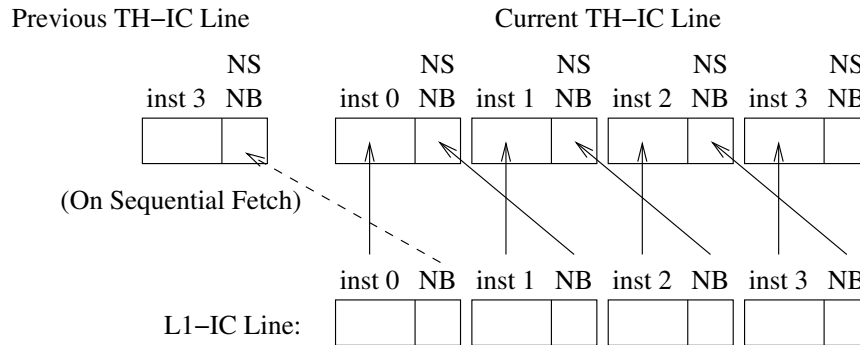 Previous TH−IC Line Current TH−IC Line
NS NS NS NS NS
inst 3 NB inst 0 NB inst 1 NB inst 2 NB inst 3 NB
(On Sequential Fetch)
inst 0 NB inst 1 NB inst 2 NB inst 3 NB
L1−IC Line: